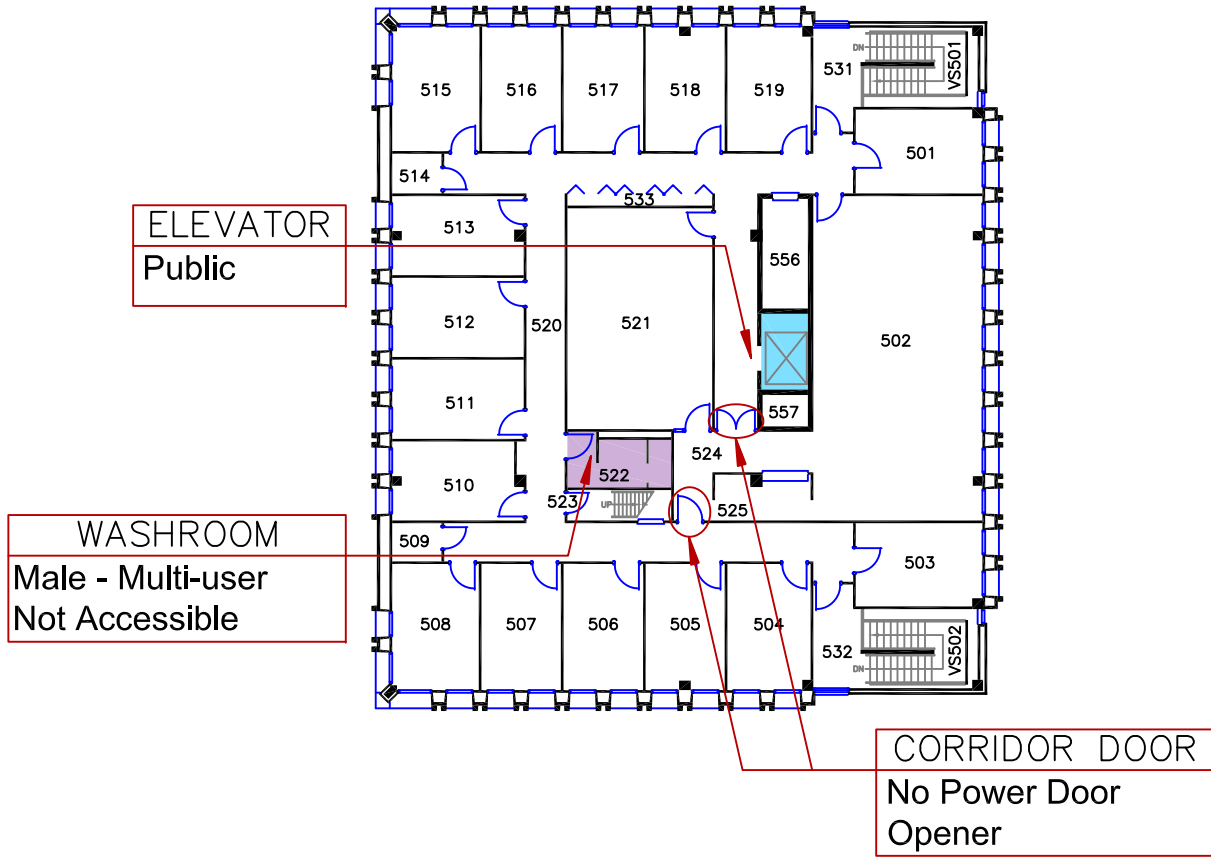 DN
VS501
531
515
516
517
518
519
501
514
533
513
ELEVATOR
Public
556
512
520
521
502
511
557
524
522
510
523
UP
525
WASHROOM
Male - Multi-user
Not Accessible
509
503
508
507
506
505
504
532
DN
VS502
CORRIDOR DOOR
No Power Door
Opener